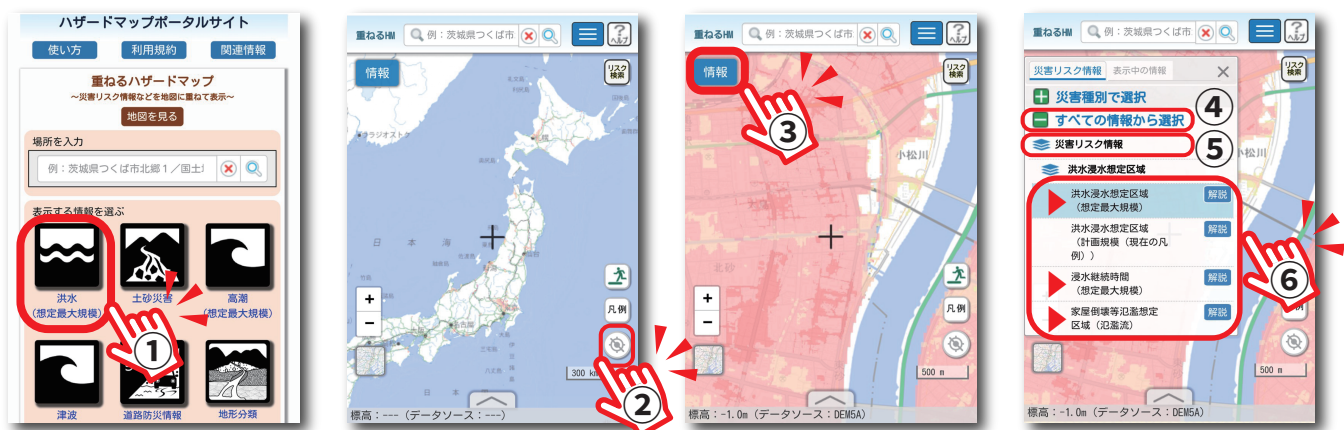 ハザードマップポータルサイト
使い方
利用規約
関連情報
重ねるハザードマップ
～災害リスク情報などを地図に重ねて表示～
地図を見る
場所を入力
例：茨城県つくば市北郷１／国土
表示する情報を選ぶ
洪水
(想定最大規模)
土砂災害
高潮
(想定最大規模)
①
津波
道路防災情報
地形分類
重ねるHM
例：茨城県つくば市
ヘルプ
情報
リスク
検索
日本海
+
−
凡例
300 km
②
標高：---（データソース：---）
重ねるHM
例：茨城県つくば市
ヘルプ
情報
リスク
検索
③
小松川
北砂
+
−
凡例
500 m
標高：-1.0m（データソース：DEM5A）
重ねるHM
例：茨城県つくば市
ヘルプ
災害リスク情報
表示中の情報
リスク
検索
災害種別で選択
④
すべての情報から選択
災害リスク情報
⑤
小松川
洪水浸水想定区域
洪水浸水想定区域
（想定最大規模）
解説
洪水浸水想定区域
（計画規模（現在の凡
例））
解説
浸水継続時間
（想定最大規模）
解説
⑥
家屋倒壊等氾濫想定
区域（氾濫流）
解説
500 m
標高：-1.0m（データソース：DEM5A）